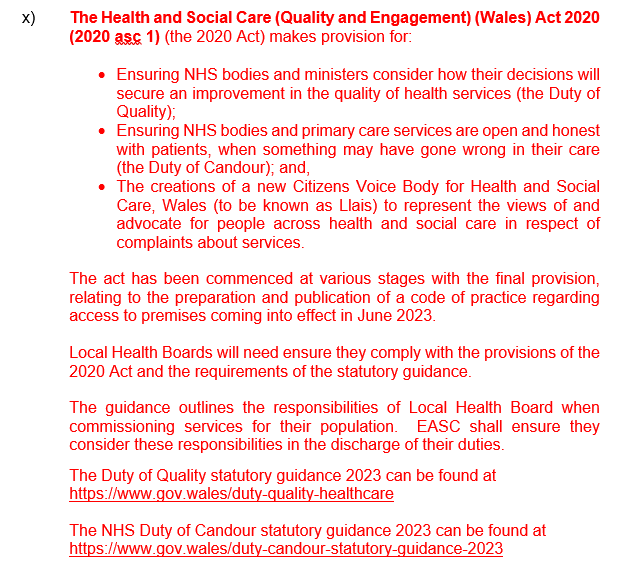 x) The Health and Social Care (Quality and Engagement) (Wales) Act 2020
(2020 asc 1) (the 2020 Act) makes provision for:
• Ensuring NHS bodies and ministers consider how their decisions will
secure an improvement in the quality of health services (the Duty of
Quality);
• Ensuring NHS bodies and primary care services are open and honest
with patients, when something may have gone wrong in their care
(the Duty of Candour); and,
• The creations of a new Citizens Voice Body for Health and Social
Care, Wales (to be known as Llais) to represent the views of and
advocate for people across health and social care in respect of
complaints about services.
The act has been commenced at various stages with the final provision,
relating to the preparation and publication of a code of practice regarding
access to premises coming into effect in June 2023.
Local Health Boards will need ensure they comply with the provisions of the
2020 Act and the requirements of the statutory guidance.
The guidance outlines the responsibilities of Local Health Board when
commissioning services for their population. EASC shall ensure they
consider these responsibilities in the discharge of their duties.
The Duty of Quality statutory guidance 2023 can be found at
https://www.gov.wales/duty-quality-healthcare
The NHS Duty of Candour statutory guidance 2023 can be found at
https://www.gov.wales/duty-candour-statutory-guidance-2023